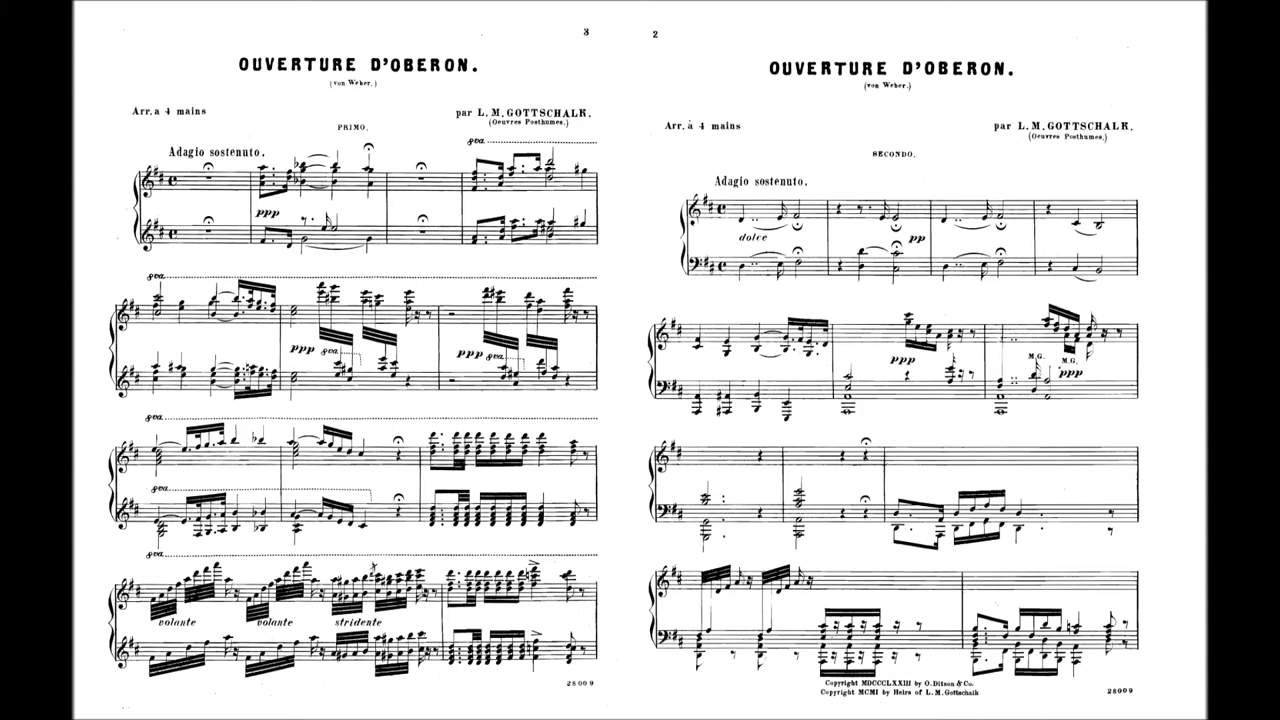 3
OUVERTURE D'OBERON.
(von Weber.)
Arr. a 4 mains
par L. M. GOTTSCHALK.
(Oeuvres Posthumes.)
PRIMO.
Adagio sostenuto.
8va
ppp
8va
ppp 8va
ppp 8va
8va
8va
8va
volante
volante
stridente
28009
2
OUVERTURE D'OBERON.
(von Weber.)
Arr. à 4 mains
par L. M. GOTTSCHALK.
(Oeuvres Posthumes.)
SECONDO.
Adagio sostenuto.
dolce
pp
ppp
M.G.
M.G.
ppp
Copyright MDCCCLXXIII by O. Ditson & Co.
Copyright MCMI by Heirs of L. M. Gottschalk
28009